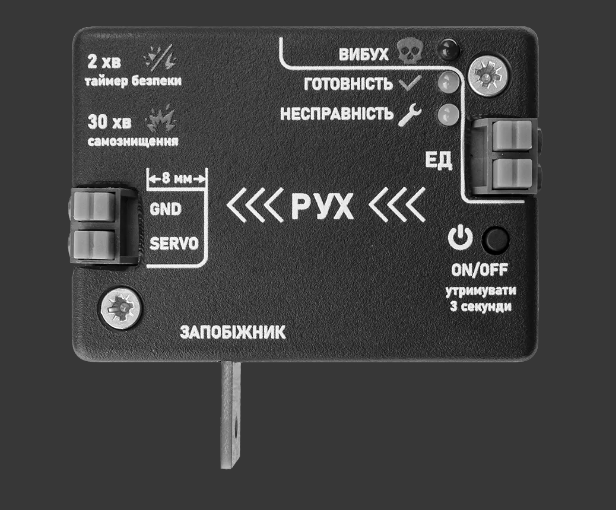 2 хв
таймер безпеки
30 хв
самознищення
ВИБУХ
ГОТОВНІСТЬ
НЕСПРАВНІСТЬ
ЕД
8 мм
GND
SERVO
<<< РУХ <<<
ON/OFF
утримувати
3 секунди
ЗАПОБІЖНИК